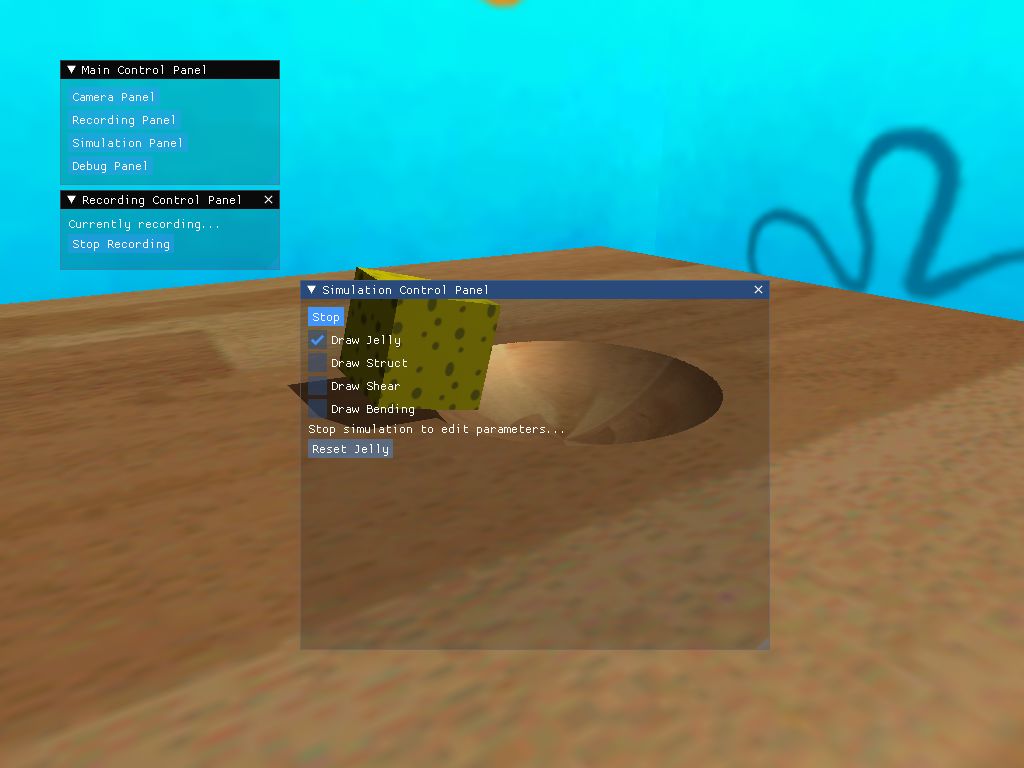 Main Control Panel
Camera Panel
Recording Panel
Simulation Panel
Debug Panel
Recording Control Panel
Currently recording...
Stop Recording
Simulation Control Panel
Stop
Draw Jelly
Draw Struct
Draw Shear
Draw Bending
Stop simulation to edit parameters...
Reset Jelly